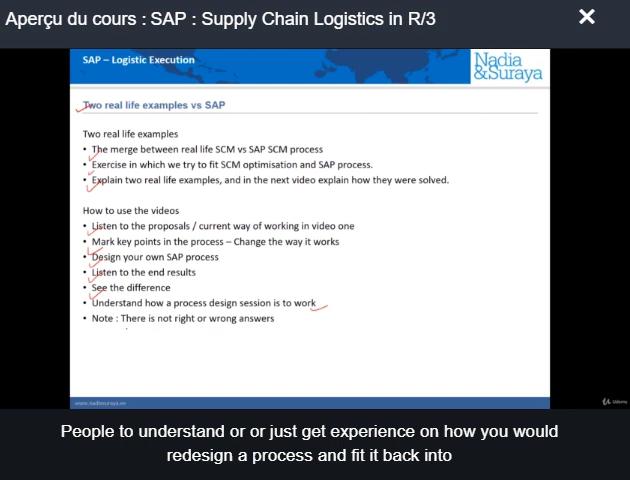 Aperçu du cours : SAP : Supply Chain Logistics in R/3
SAP – Logistic Execution
Nadia
&Suraya
Two real life examples vs SAP
Two real life examples
• The merge between real life SCM vs SAP SCM process
• Exercise in which we try to fit SCM optimisation and SAP process.
• Explain two real life examples, and in the next video explain how they were solved.
How to use the videos
• Listen to the proposals / current way of working in video one
• Mark key points in the process – Change the way it works
• Design your own SAP process
• Listen to the end results
• See the difference
• Understand how a process design session is to work
• Note : There is not right or wrong answers
Udemy
People to understand or or just get experience on how you would
redesign a process and fit it back into